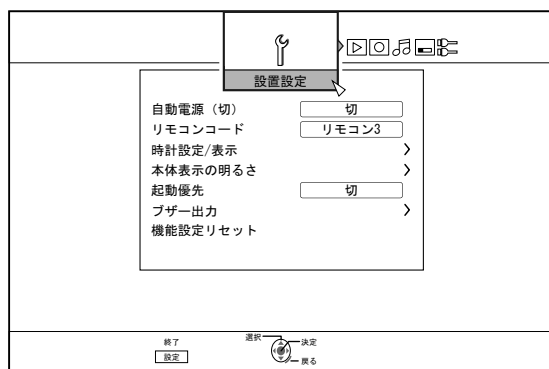 設置設定
自動電源（切） 切
リモコンコード リモコン3
時計設定/表示
本体表示の明るさ
起動優先 切
ブザー出力
機能設定リセット
終了
設定
選択
決定
戻る